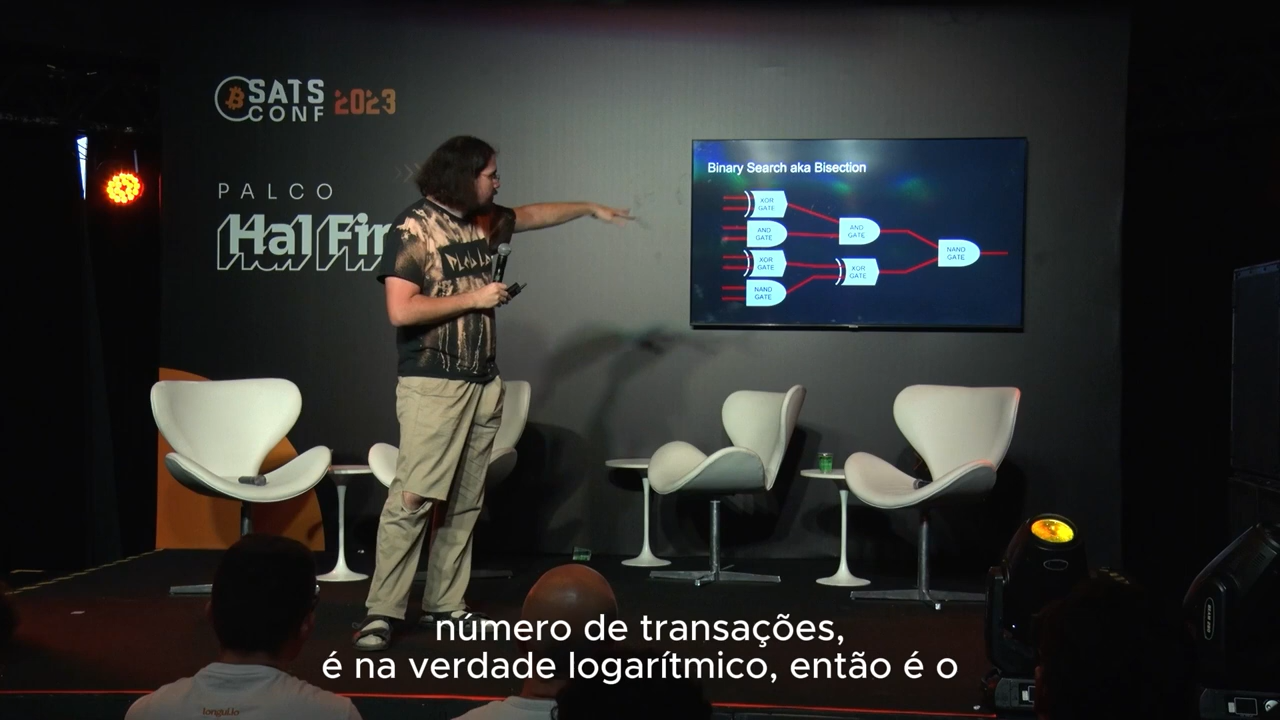 SATS
CONF 2023
PALCO
Hal Fin
Binary Search aka Bisection
XOR
GATE
AND
GATE
XOR
GATE
NAND
GATE
AND
GATE
XOR
GATE
NAND
GATE
número de transações,
é na verdade logarítmico, então é o